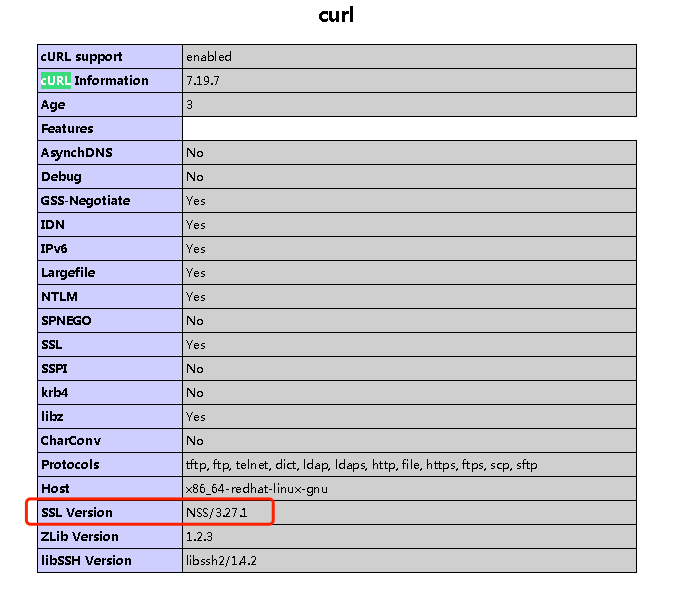 curl
cURL support enabled
cURL Information 7.19.7
Age 3
Features
AsynchDNS No
Debug No
GSS-Negotiate Yes
IDN Yes
IPv6 Yes
Largefile Yes
NTLM Yes
SPNEGO No
SSL Yes
SSPI No
krb4 No
libz Yes
CharConv No
Protocols tftp, ftp, telnet, dict, ldap, ldaps, http, file, https, ftps, scp, sftp
Host x86_64-redhat-linux-gnu
SSL Version NSS/3.27.1
ZLib Version 1.2.3
libSSH Version libssh2/1.4.2